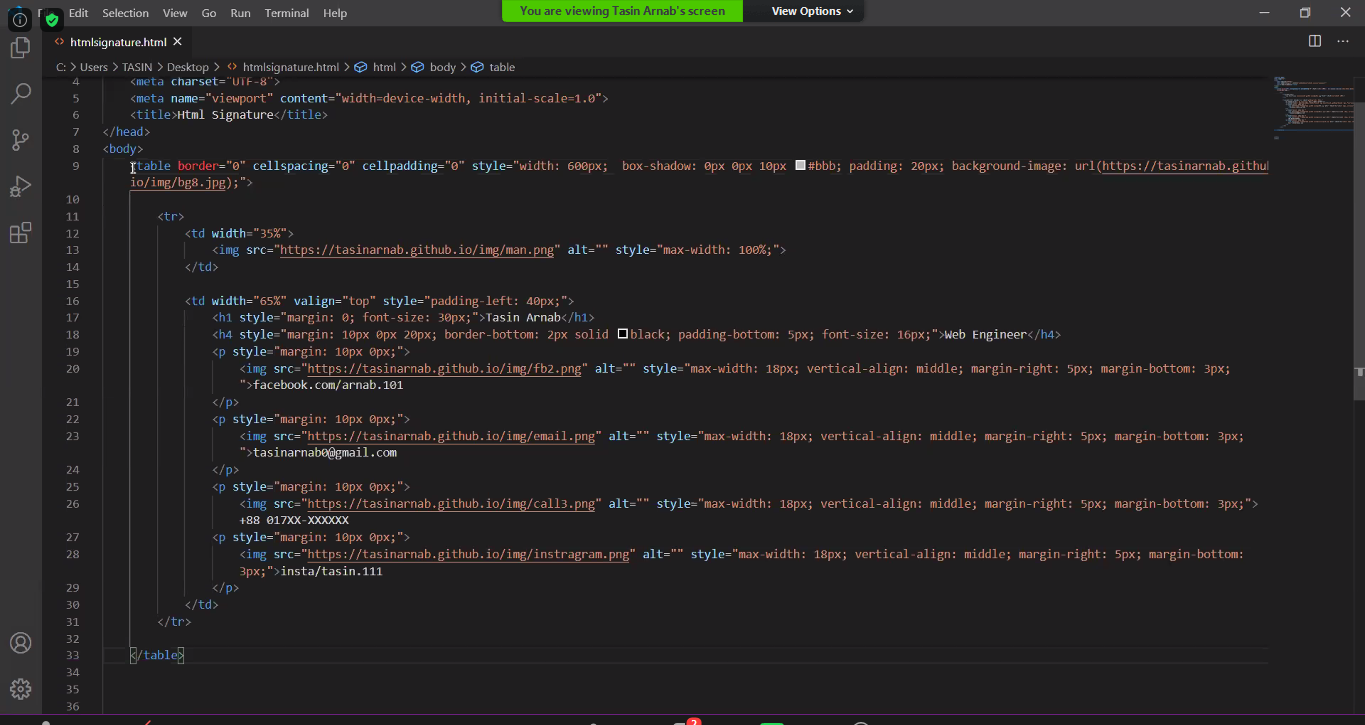 Edit Selection View Go Run Terminal Help
You are viewing Tasin Arnab's screen View Options
htmlsignature.html
C: > Users > TASIN > Desktop > htmlsignature.html > html > body > table
4 <meta charset="UTF-8">
5 <meta name="viewport" content="width=device-width, initial-scale=1.0">
6 <title>Html Signature</title>
7 </head>
8 <body>
9 <table border="0" cellspacing="0" cellpadding="0" style="width: 600px; box-shadow: 0px 0px 10px #bbb; padding: 20px; background-image: url(https://tasinarnab.github.
io/img/bg8.jpg);">
10
11 <tr>
12 <td width="35%">
13 <img src="https://tasinarnab.github.io/img/man.png" alt="" style="max-width: 100%;">
14 </td>
15
16 <td width="65%" valign="top" style="padding-left: 40px;">
17 <h1 style="margin: 0; font-size: 30px;">Tasin Arnab</h1>
18 <h4 style="margin: 10px 0px 20px; border-bottom: 2px solid black; padding-bottom: 5px; font-size: 16px;">Web Engineer</h4>
19 <p style="margin: 10px 0px;">
20 <img src="https://tasinarnab.github.io/img/fb2.png" alt="" style="max-width: 18px; vertical-align: middle; margin-right: 5px; margin-bottom: 3px;
">facebook.com/arnab.101
21 </p>
22 <p style="margin: 10px 0px;">
23 <img src="https://tasinarnab.github.io/img/email.png" alt="" style="max-width: 18px; vertical-align: middle; margin-right: 5px; margin-bottom: 3px;
">tasinarnab0@gmail.com
24 </p>
25 <p style="margin: 10px 0px;">
26 <img src="https://tasinarnab.github.io/img/call3.png" alt="" style="max-width: 18px; vertical-align: middle; margin-right: 5px; margin-bottom: 3px;">
+88 017XX-XXXXXX
27 <p style="margin: 10px 0px;">
28 <img src="https://tasinarnab.github.io/img/instragram.png" alt="" style="max-width: 18px; vertical-align: middle; margin-right: 5px; margin-bottom:
3px;">insta/tasin.111
29 </p>
30 </td>
31 </tr>
32
33 </table>
34
35
36
2